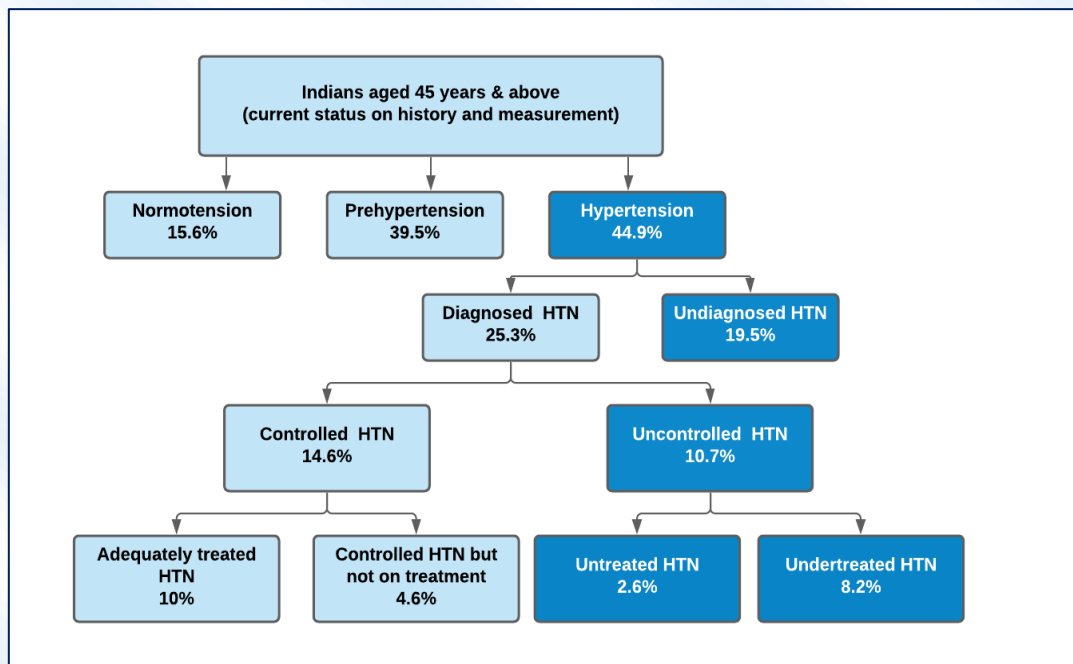 Indians aged 45 years & above
(current status on history and measurement)
Normotension
15.6%
Prehypertension
39.5%
Hypertension
44.9%
Diagnosed HTN
25.3%
Undiagnosed HTN
19.5%
Controlled HTN
14.6%
Uncontrolled HTN
10.7%
Adequately treated
HTN
10%
Controlled HTN but
not on treatment
4.6%
Untreated HTN
2.6%
Undertreated HTN
8.2%